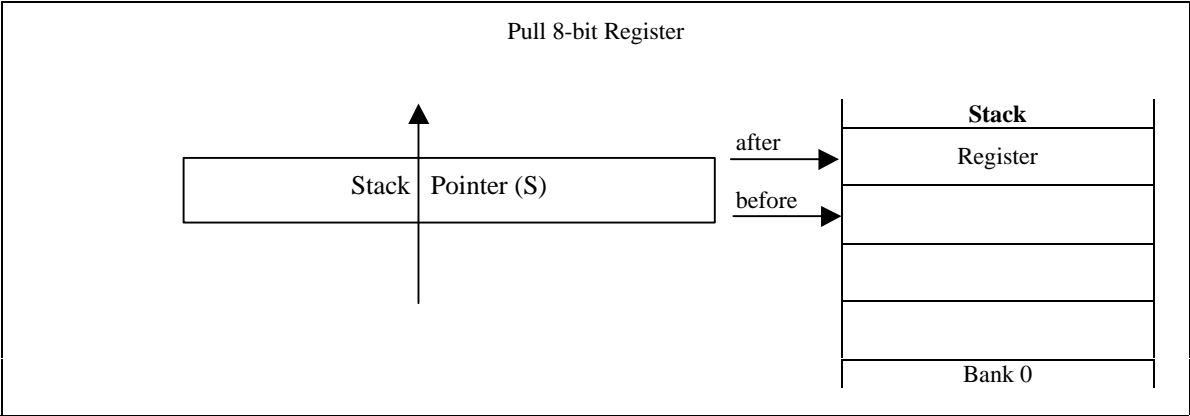 Pull 8-bit Register
Stack
after
Register
Stack Pointer (S)
before
Bank 0